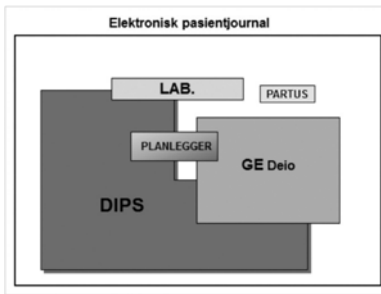 Elektronisk pasientjournal
LAB.
PARTUS
PLANLEGGER
GE Deio
DIPS